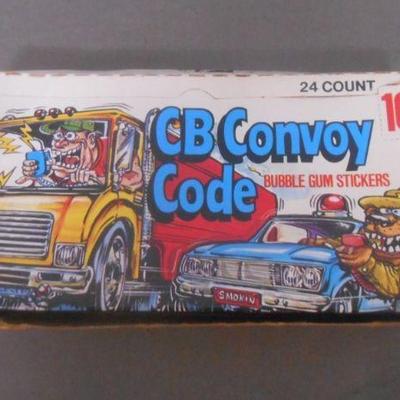 24 COUNT
CB Convoy
Code
BUBBLE GUM STICKERS
SMOKIN